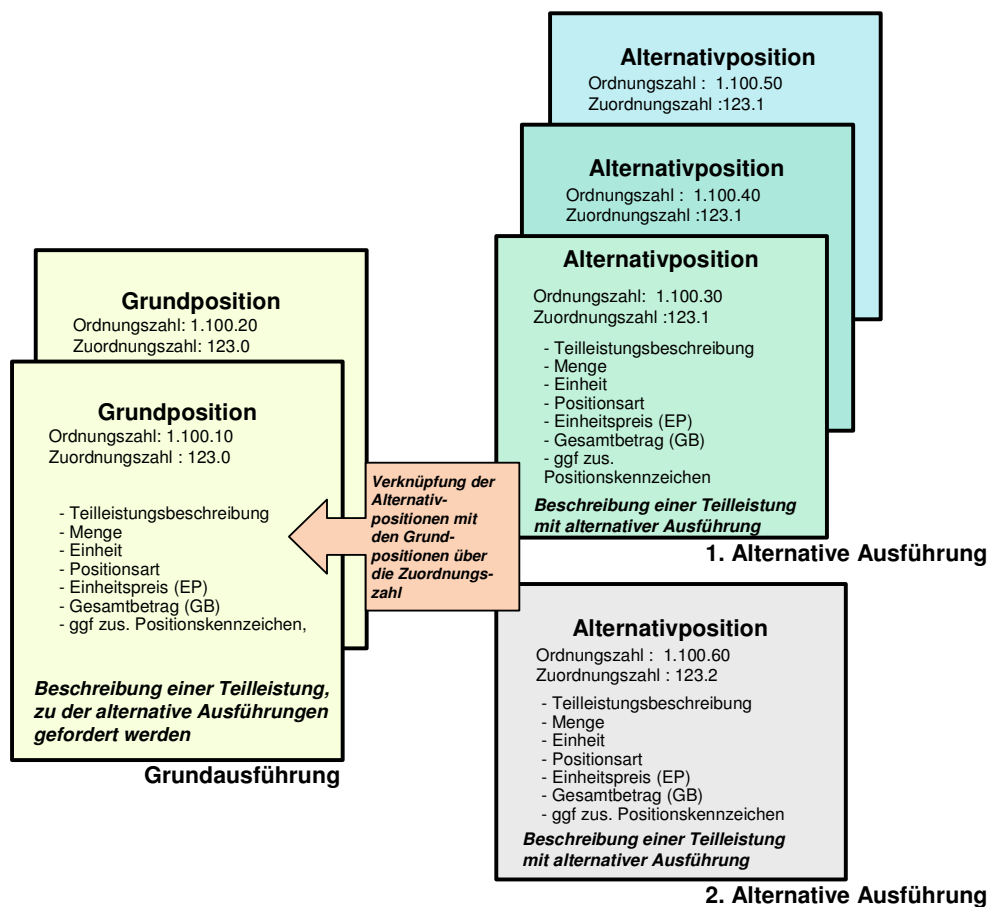 Alternativposition
Ordnungszahl : 1.100.50
Zuordnungszahl :123.1
Alternativposition
Ordnungszahl : 1.100.40
Zuordnungszahl :123.1
Alternativposition
Ordnungszahl: 1.100.30
Zuordnungszahl :123.1
- Teilleistungsbeschreibung
- Menge
- Einheit
- Positionsart
- Einheitspreis (EP)
- Gesamtbetrag (GB)
- ggf zus.
Positionskennzeichen
Beschreibung einer Teilleistung
mit alternativer Ausführung
1. Alternative Ausführung
Grundposition
Ordnungszahl: 1.100.20
Zuordnungszahl: 123.0
Grundposition
Ordnungszahl: 1.100.10
Zuordnungszahl : 123.0
- Teilleistungsbeschreibung
- Menge
- Einheit
- Positionsart
- Einheitspreis (EP)
- Gesamtbetrag (GB)
- ggf zus. Positionskennzeichen,
Beschreibung einer Teilleistung,
zu der alternative Ausführungen
gefordert werden
Grundausführung
Verknüpfung der
Alternativ-
positionen mit
den Grund-
positionen über
die Zuordnungs-
zahl
Alternativposition
Ordnungszahl : 1.100.60
Zuordnungszahl : 123.2
- Teilleistungsbeschreibung
- Menge
- Einheit
- Positionsart
- Einheitspreis (EP)
- Gesamtbetrag (GB)
- ggf zus. Positionskennzeichen
Beschreibung einer Teilleistung
mit alternativer Ausführung
2. Alternative Ausführung